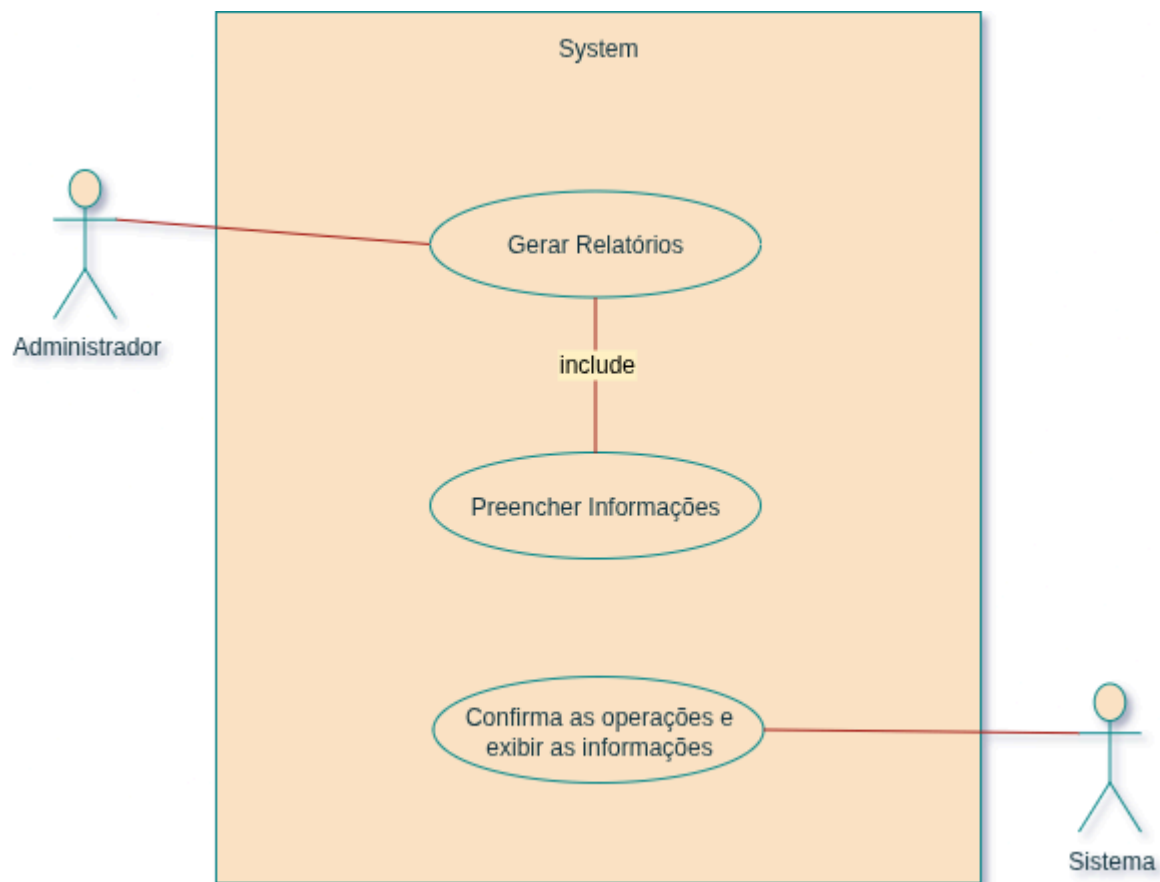 System
Gerar Relatórios
Administrador
include
Preencher Informações
Confirma as operações e
exibir as informações
Sistema